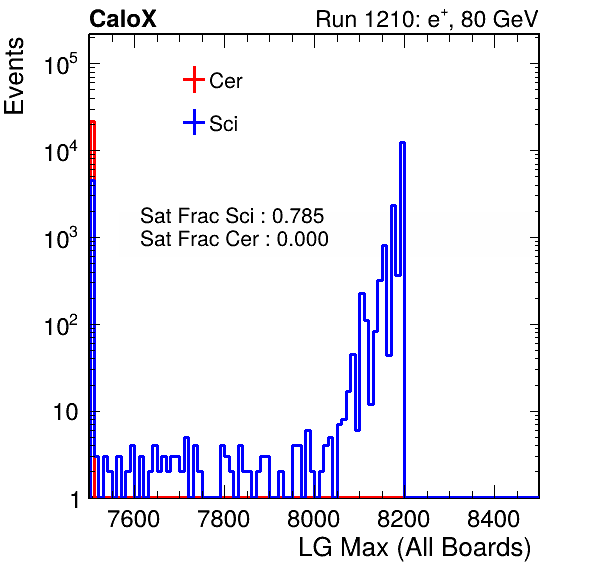 CaloX Run 1210: e⁺, 80 GeV
Events
10⁵
10⁴
10³
10²
10
1
Cer
Sci
Sat Frac Sci : 0.785
Sat Frac Cer : 0.000
7600 7800 8000 8200 8400
LG Max (All Boards)